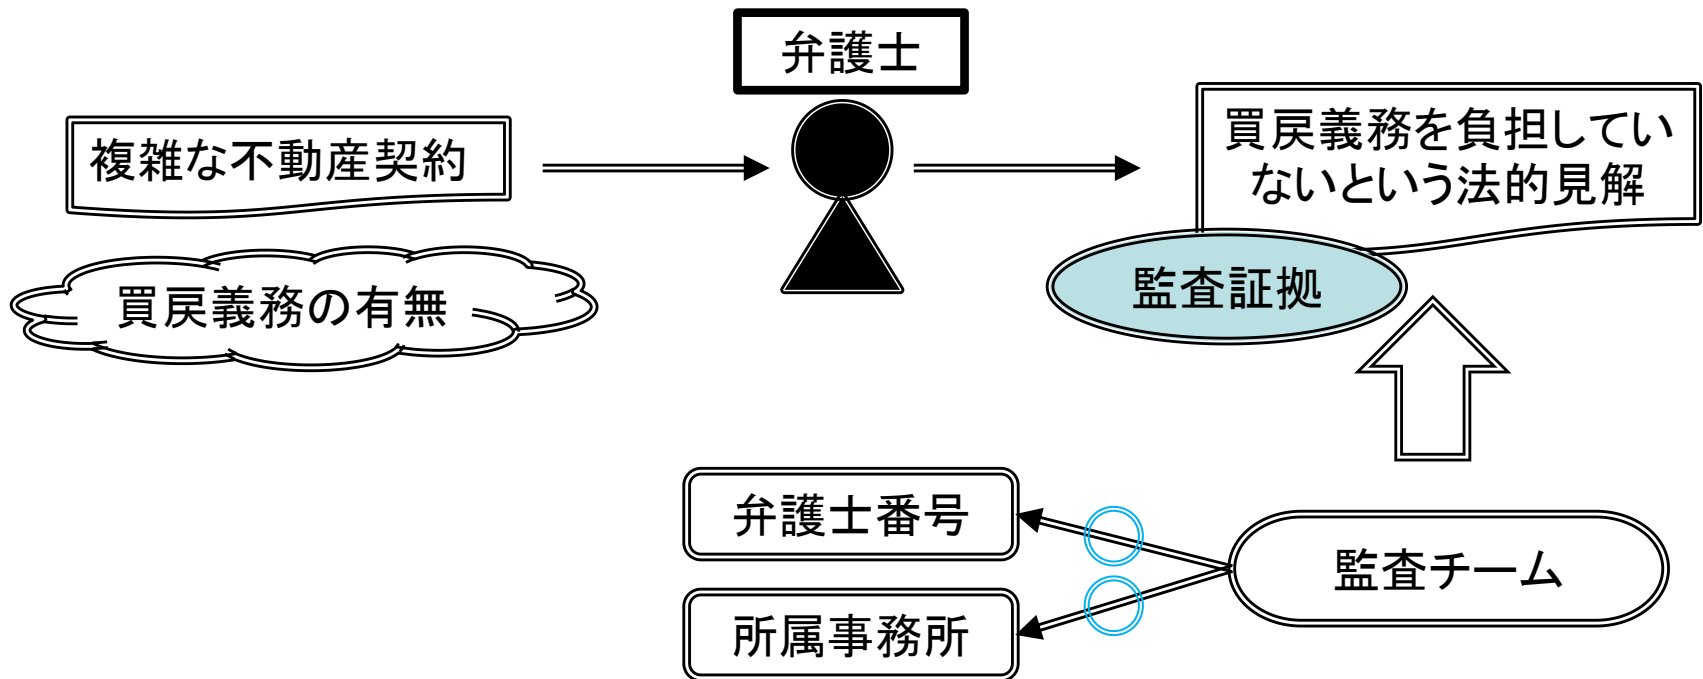 弁護士
複雑な不動産契約
買戻義務を負担してい
ないという法的見解
買戻義務の有無
監査証拠
弁護士番号
監査チーム
所属事務所